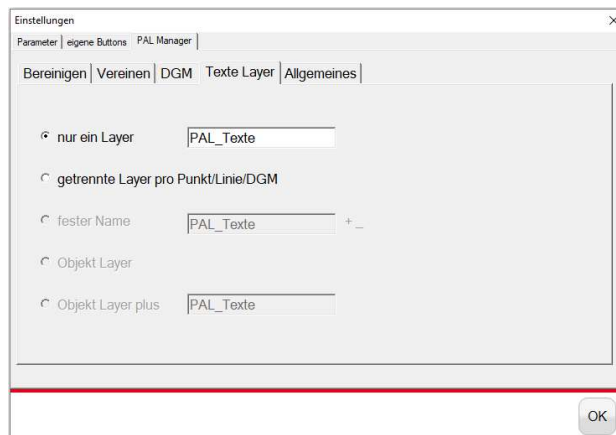 Einstellungen
Parameter eigene Buttons PAL Manager
Bereinigen Vereinen DGM Texte Layer Allgemeines
nur ein Layer PAL_Texte
getrennte Layer pro Punkt/Linie/DGM
fester Name PAL_Texte + _
Objekt Layer
Objekt Layer plus PAL_Texte
OK